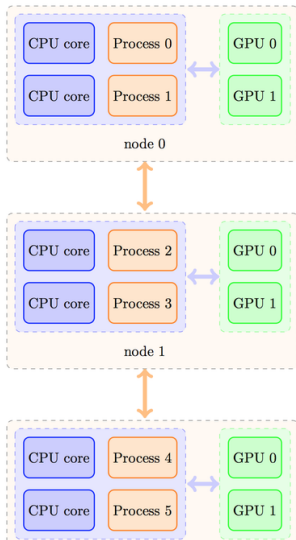 CPU core Process 0 GPU 0
CPU core Process 1 GPU 1
node 0
CPU core Process 2 GPU 0
CPU core Process 3 GPU 1
node 1
CPU core Process 4 GPU 0
CPU core Process 5 GPU 1